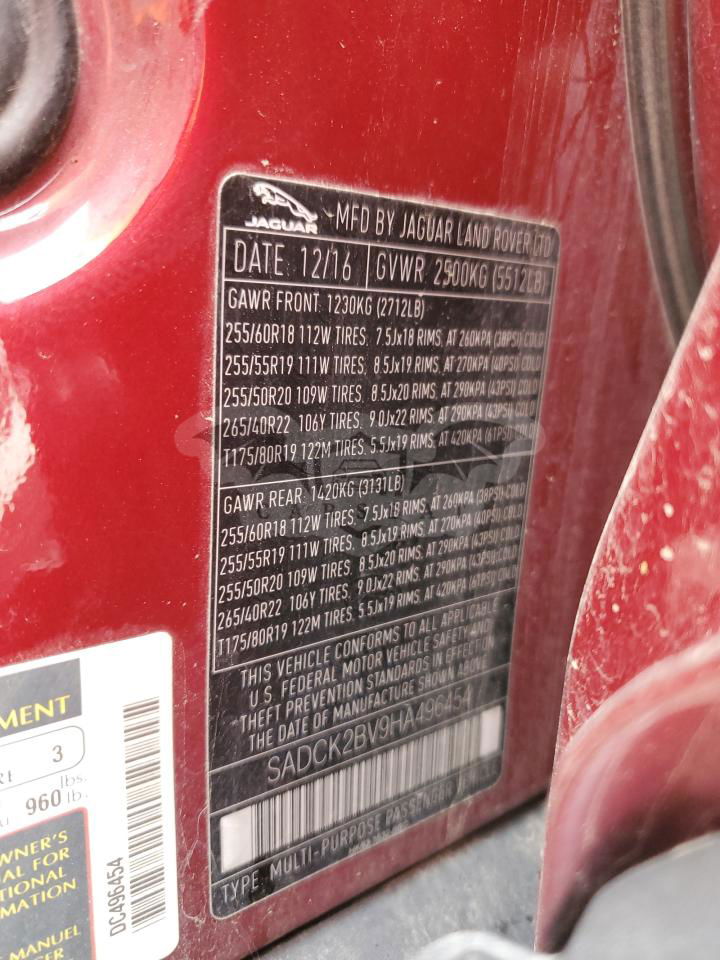 JAGUAR
MFD BY JAGUAR LAND ROVER LTD
DATE: 12/16 GVWR 2500KG (5512LB)
GAWR FRONT 1230KG (2712LB)
255/60R18 112W TIRES, 7.5Jx18 RIMS, AT 260KPA (38PSI) COLD
255/55R19 111W TIRES, 8.5Jx19 RIMS, AT 270KPA (40PSI) COLD
255/50R20 109W TIRES, 8.5Jx20 RIMS, AT 290KPA (43PSI) COLD
265/40R22 106Y TIRES, 9.0Jx22 RIMS, AT 290KPA (43PSI) COLD
T175/80R19 122M TIRES, 5.5Jx19 RIMS, AT 420KPA (61PSI) COLD
GAWR REAR: 1420KG (3131LB)
255/60R18 112W TIRES, 7.5Jx18 RIMS, AT 260KPA (38PSI) COLD
255/55R19 111W TIRES, 8.5Jx19 RIMS, AT 270KPA (40PSI) COLD
255/50R20 109W TIRES, 8.5Jx20 RIMS, AT 290KPA (43PSI) COLD
265/40R22 106Y TIRES, 9.0Jx22 RIMS, AT 290KPA (43PSI) COLD
T175/80R19 122M TIRES, 5.5Jx19 RIMS, AT 420KPA (61PSI) COLD
THIS VEHICLE CONFORMS TO ALL APPLICABLE
U.S. FEDERAL MOTOR VEHICLE SAFETY AND
THEFT PREVENTION STANDARDS IN EFFECT ON
THE DATE OF MANUFACTURE SHOWN ABOVE.
SADCK2BV9HA496454
TYPE: MULTI-PURPOSE PASSENGER
3
lbs.
960 lb.
FOR
DC496454
MANUEL